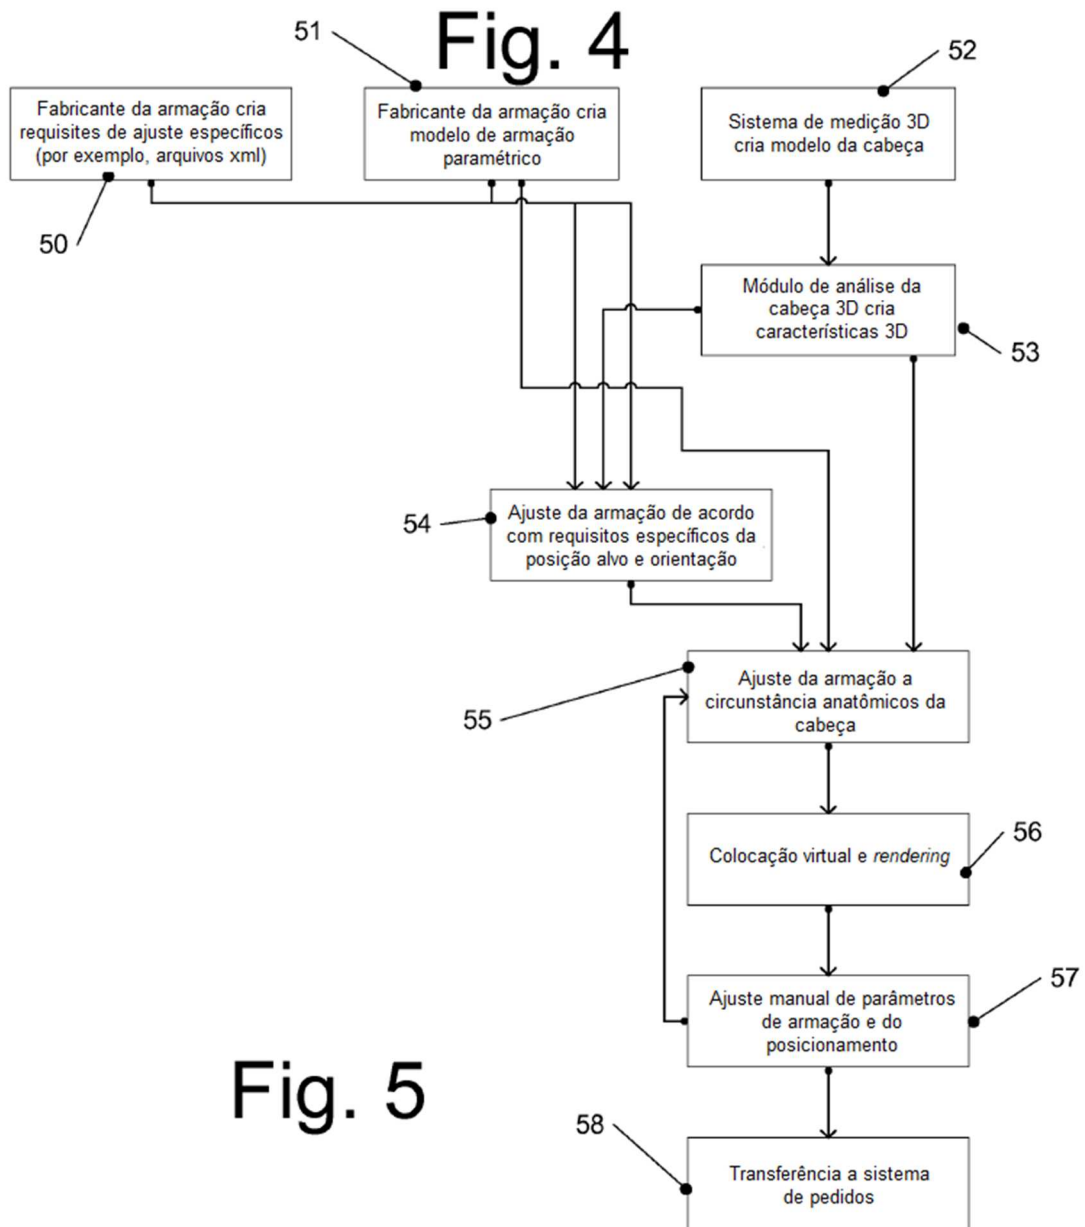 Fig. 4
51
52
Fabricante da armação cria
requisites de ajuste específicos
(por exemplo, arquivos xml)
Fabricante da armação cria
modelo de armação
paramétrico
Sistema de medição 3D
cria modelo da cabeça
50
Módulo de análise da
cabeça 3D cria
características 3D
53
54
Ajuste da armação de acordo
com requisitos específicos da
posição alvo e orientação
55
Ajuste da armação a
circunstância anatômicos da
cabeça
56
Colocação virtual e rendering
57
Ajuste manual de parâmetros
de armação e do
posicionamento
Fig. 5
58
Transferência a sistema
de pedidos